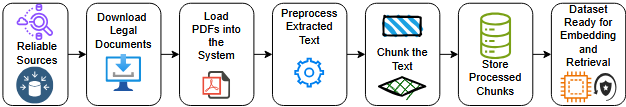 Reliable
Sources
Download
Legal
Documents
Load
PDFs into
the
System
Preprocess
Extracted
Text
Chunk the
Text
Store
Processed
Chunks
Dataset
Ready for
Embedding
and
Retrieval